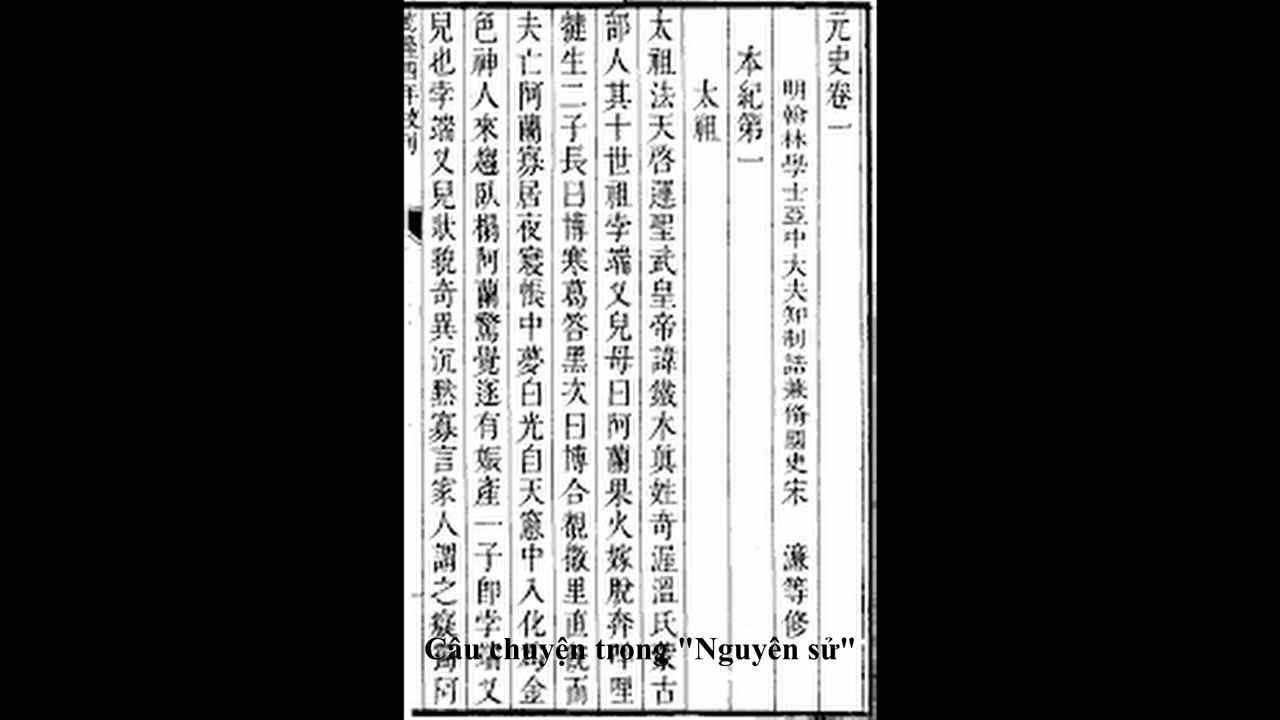 元史卷一
明翰林學士亞中大夫知制誥兼脩國史宋 濂等修
本紀第一
太祖
太祖法天啓運聖武皇帝諱鐵木眞姓奇渥溫氏蒙古
部人其十世祖孛端叉兒母曰阿蘭果火嫁脫奔咩哩
犍生二子長曰博寒葛答黑次曰博合覩撒里直既而
夫亡阿蘭寡居夜寢帳中夢白光自天窻中入化爲金
色神人來趨臥榻阿蘭驚覺遂有娠產一子即孛端叉
兒也孛端叉兒狀貌奇異沉默寡言家人謂之癡獨阿
四年校刊
Câu chuyện trong "Nguyên sử"